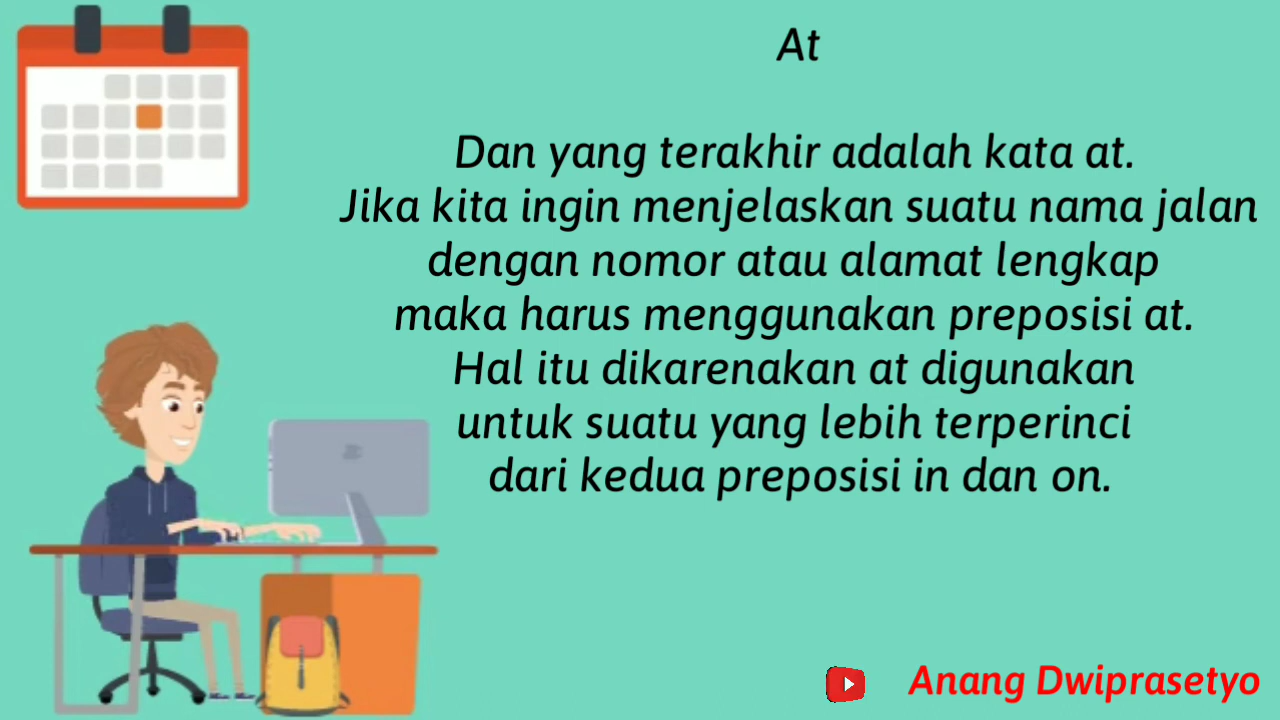 At
Dan yang terakhir adalah kata at.
Jika kita ingin menjelaskan suatu nama jalan
dengan nomor atau alamat lengkap
maka harus menggunakan preposisi at.
Hal itu dikarenakan at digunakan
untuk suatu yang lebih terperinci
dari kedua preposisi in dan on.
Anang Dwiprasetyo